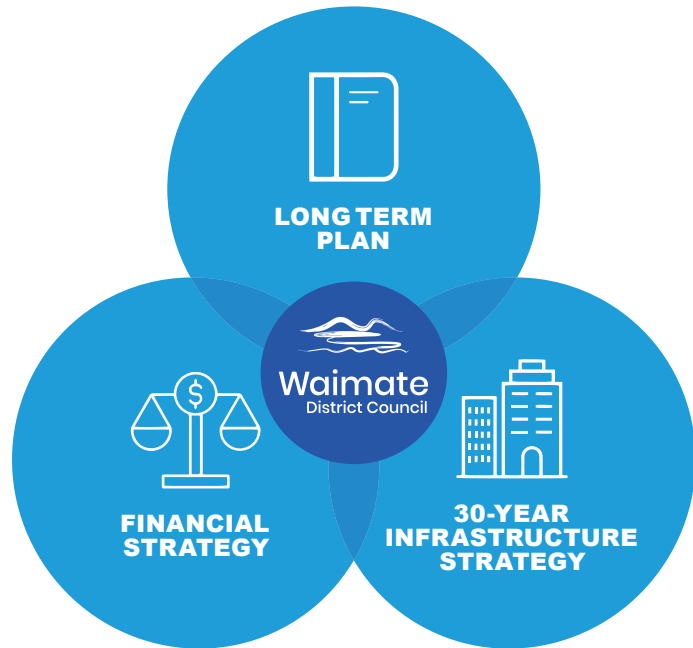 LONG TERM
PLAN
Waimate
District Council
$
FINANCIAL
STRATEGY
30-YEAR
INFRASTRUCTURE
STRATEGY